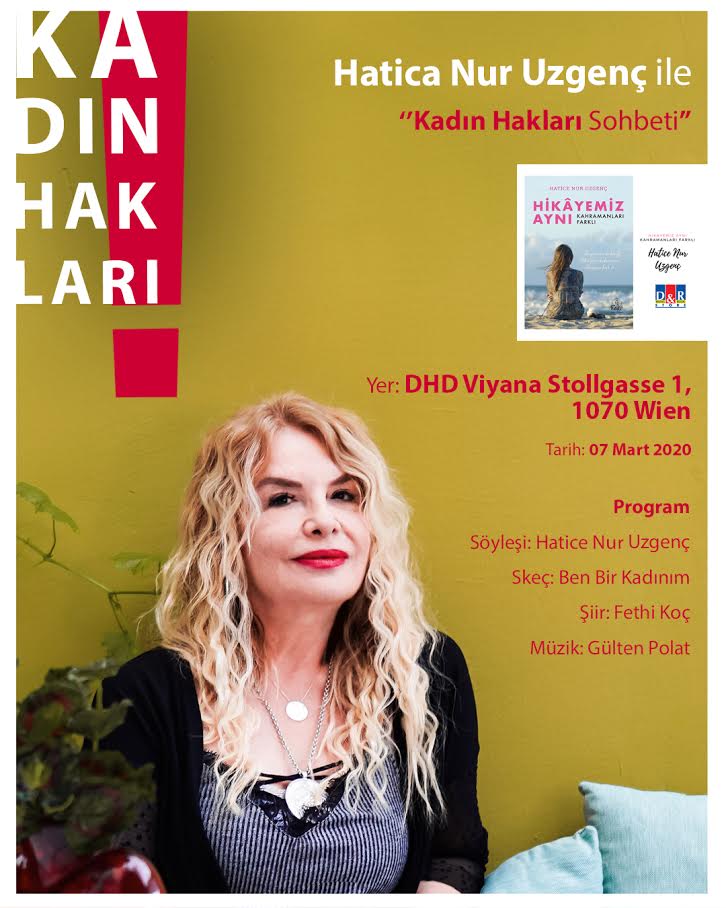 KA
DIN
HAK
LARI
!
Hatica Nur Uzgenç ile
‘’Kadın Hakları Sohbeti”
HATICE NUR UZGENÇ
HİKÂYEMİZ
AYNI KAHRAMANLARI
FARKLI
HİKAYEMİZ AYNI
KAHRAMANLARI FARKLI
Hatice Nur
Uzgenç
D&R
STORE
Yer: DHD Viyana Stollgasse 1,
1070 Wien
Tarih: 07 Mart 2020
Program
Söyleşi: Hatice Nur Uzgenç
Skeç: Ben Bir Kadınım
Şiir: Fethi Koç
Müzik: Gülten Polat